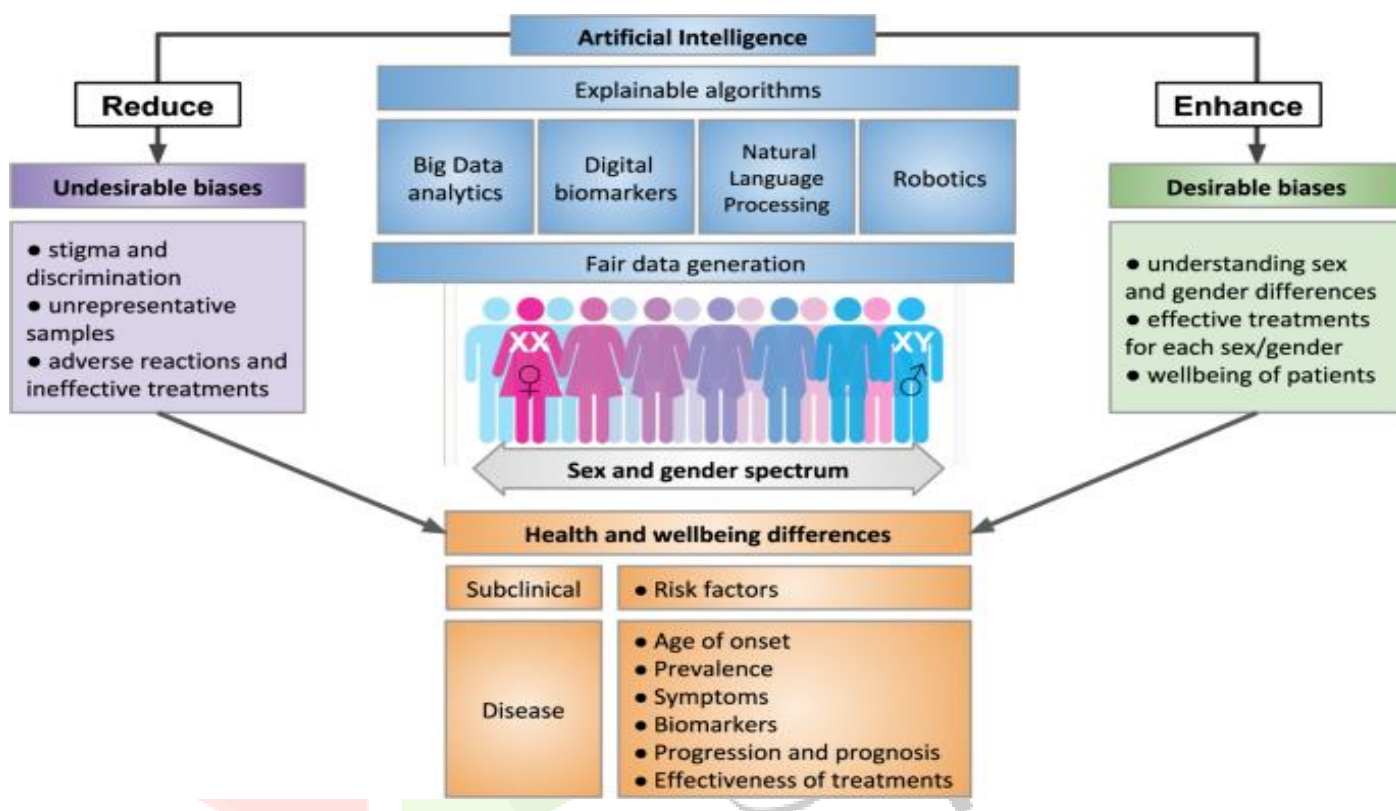 Artificial Intelligence
Reduce
Explainable algorithms
Enhance
Undesirable biases
Big Data
analytics
Digital
biomarkers
Natural
Language
Processing
Robotics
Desirable biases
● stigma and
discrimination
● unrepresentative
samples
● adverse reactions and
ineffective treatments
Fair data generation
● understanding sex
and gender differences
● effective treatments
for each sex/gender
● wellbeing of patients
XX
♀
XY
♂
Sex and gender spectrum
Health and wellbeing differences
Subclinical
● Risk factors
Disease
● Age of onset
● Prevalence
● Symptoms
● Biomarkers
● Progression and prognosis
● Effectiveness of treatments